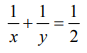 1/x + 1/y = 1/2